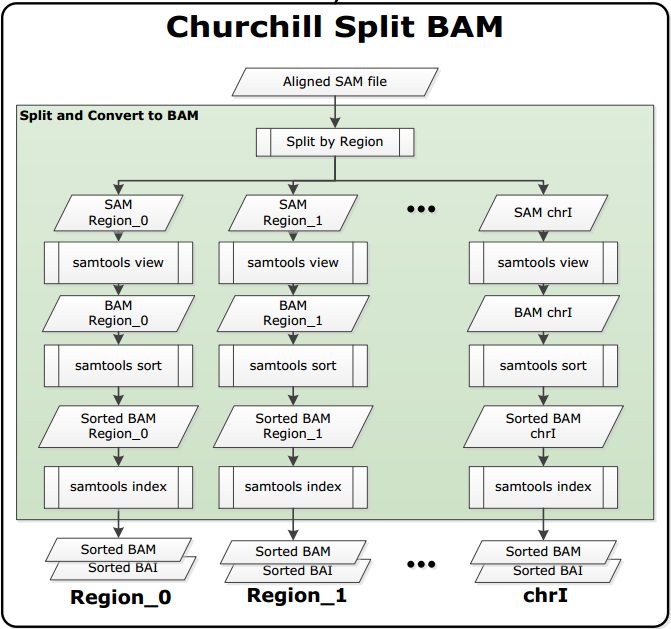 Churchill Split BAM
Aligned SAM file
Split and Convert to BAM
Split by Region
SAM
Region_0
SAM
Region_1
•••
SAM chrI
samtools view
samtools view
samtools view
BAM
Region_0
BAM
Region_1
BAM chrI
samtools sort
samtools sort
samtools sort
Sorted BAM
Region_0
Sorted BAM
Region_1
Sorted BAM
chrI
samtools index
samtools index
samtools index
Sorted BAM
Sorted BAI
Region_0
Sorted BAM
Sorted BAI
Region_1
•••
Sorted BAM
Sorted BAI
chrI